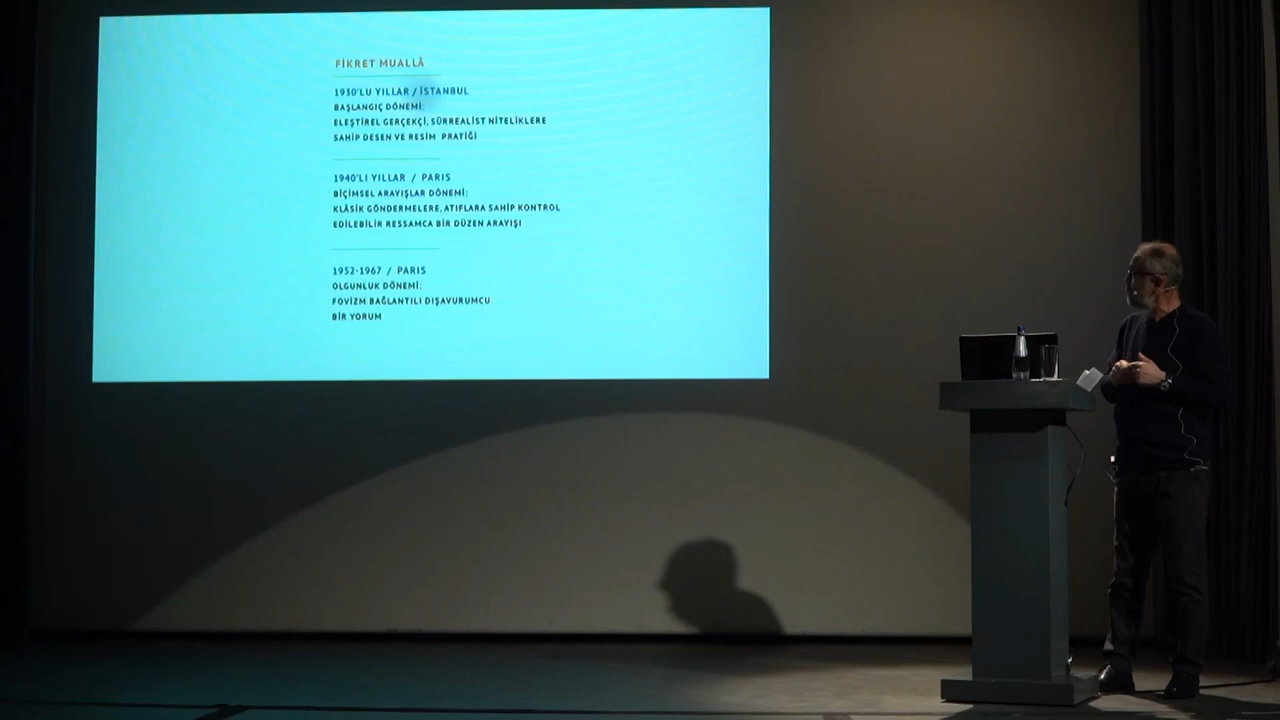 FİKRET MUALLÂ
1930'LU YILLAR / İSTANBUL
BAŞLANGIÇ DÖNEMİ:
ELEŞTİREL GERÇEKÇİ, SÜRREALİST NİTELİKLERE
SAHİP DESEN VE RESİM PRATİĞİ
1940'LI YILLAR / PARIS
BİÇİMSEL ARAYIŞLAR DÖNEMİ:
KLÂSİK GÖNDERMELERE, ATIFLARA SAHİP KONTROL
EDİLEBİLİR RESSAMCA BİR DÜZEN ARAYIŞI
1952-1967 / PARIS
OLGUNLUK DÖNEMİ:
FOVİZM BAĞLANTILI DIŞAVURUMCU
BİR YORUM